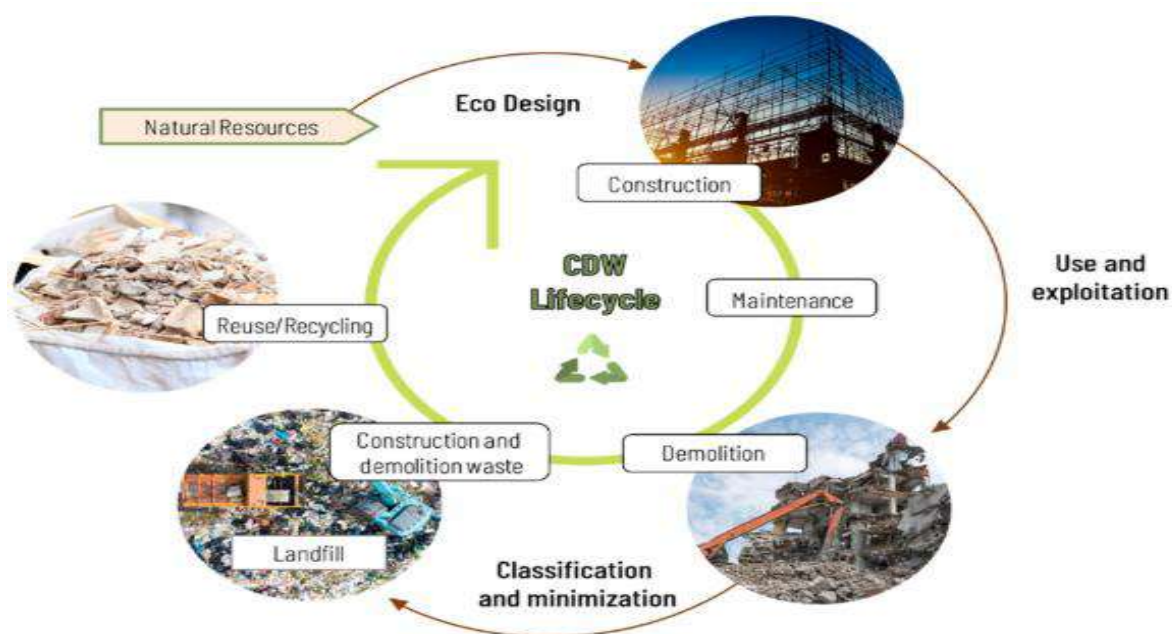 Eco Design
Natural Resources
Construction
CDW
Lifecycle
Use and
exploitation
Maintenance
Reuse/Recycling
Construction and
demolition waste
Demolition
Landfill
Classification
and minimization